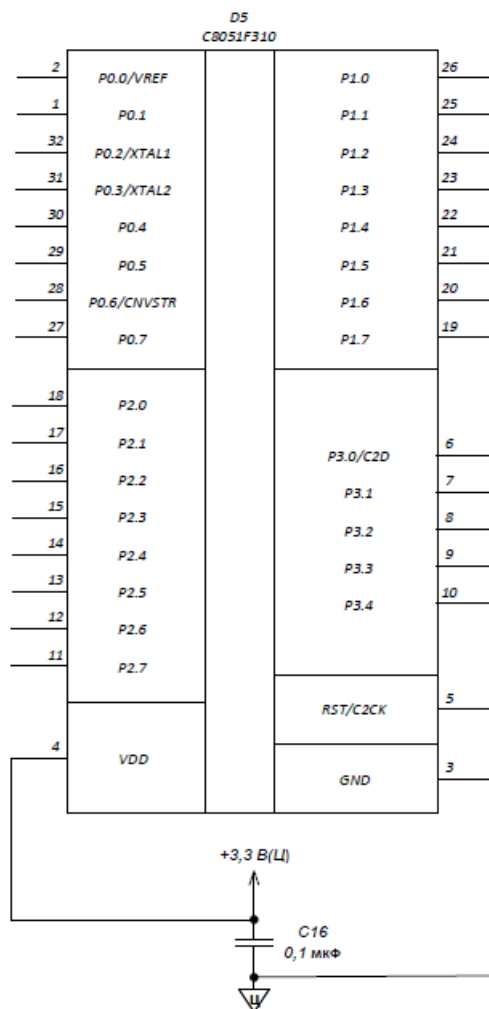 D5
C8051F310
2 P0.0/VREF P1.0 26
1 P0.1 P1.1 25
32 P0.2/XTAL1 P1.2 24
31 P0.3/XTAL2 P1.3 23
30 P0.4 P1.4 22
29 P0.5 P1.5 21
28 P0.6/CNVSTR P1.6 20
27 P0.7 P1.7 19
18 P2.0
17 P2.1 P3.0/C2D 6
16 P2.2 P3.1 7
15 P2.3 P3.2 8
14 P2.4 P3.3 9
13 P2.5 P3.4 10
12 P2.6
11 P2.7
RST/C2CK 5
4 VDD GND 3
+3,3 В(Ц)
C16
0,1 мкФ
Ц